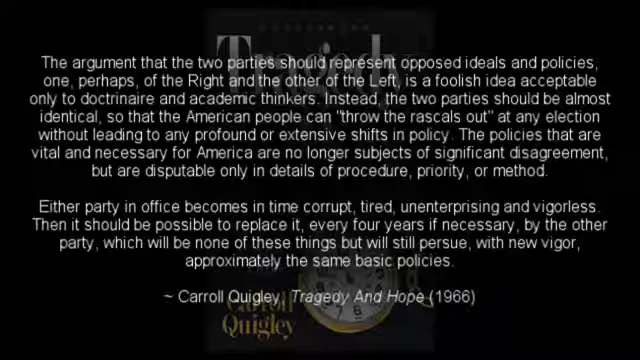 Tragedy
The argument that the two parties should represent opposed ideals and policies,
one, perhaps, of the Right and the other of the Left, is a foolish idea acceptable
only to doctrinaire and academic thinkers. Instead, the two parties should be almost
identical, so that the American people can "throw the rascals out" at any election
without leading to any profound or extensive shifts in policy. The policies that are
vital and necessary for America are no longer subjects of significant disagreement,
but are disputable only in details of procedure, priority, or method.
Either party in office becomes in time corrupt, tired, unenterprising and vigorless.
Then it should be possible to replace it, every four years if necessary, by the other
party, which will be none of these things but will still persue, with new vigor,
approximately the same basic policies.
~ Carroll Quigley, Tragedy And Hope (1966)
Carroll
Quigley